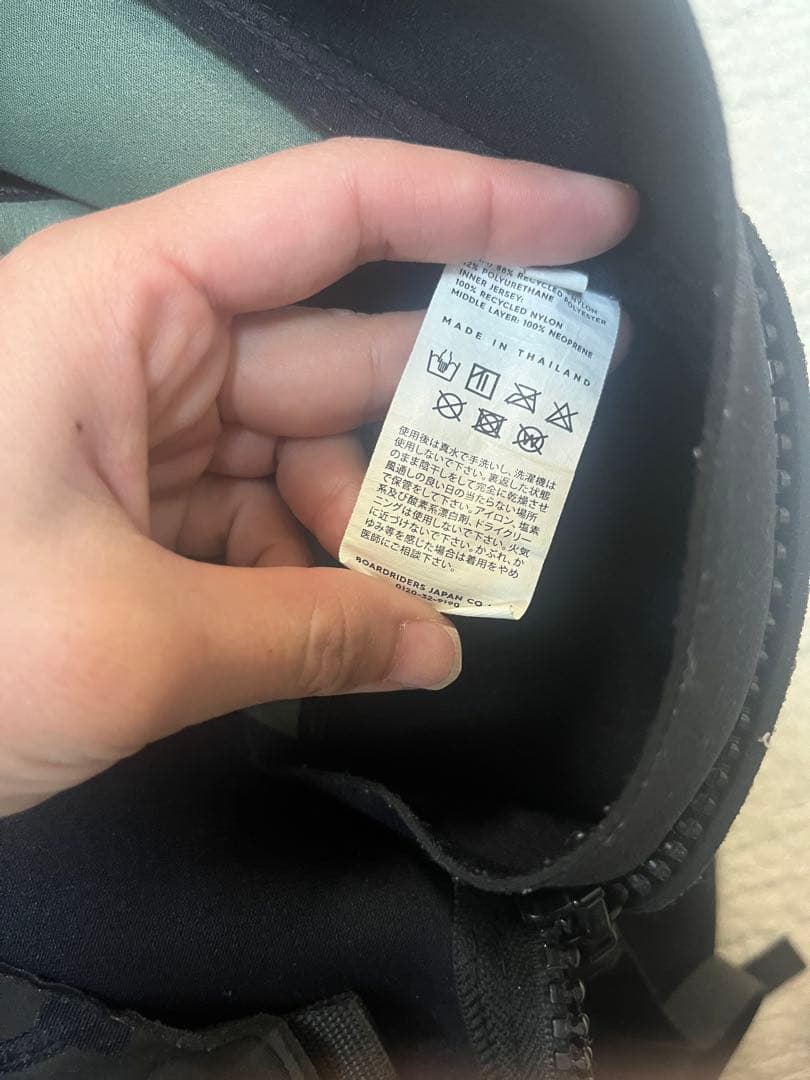 88% RECYCLED NYLON
12% POLYURETHANE POLYESTER
INNER JERSEY:
100% RECYCLED NYLON
MIDDLE LAYER: 100% NEOPRENE
MADE IN THAILAND
使用後は真水で手洗いし、洗濯機は
使用しないで下さい。裏返した状態
のまま陰干しをして完全に乾燥させ
風通しの良い日の当たらない場所
で保管をして下さい。アイロン、塩素
系及び酸素系漂白剤、ドライクリー
ニングは使用しないで下さい。火気
に近づけないで下さい。かぶれ、か
ゆみ等を感じた場合は着用をやめ
医師にご相談下さい。
BOARDRIDERS JAPAN CO.
0120-32-9190